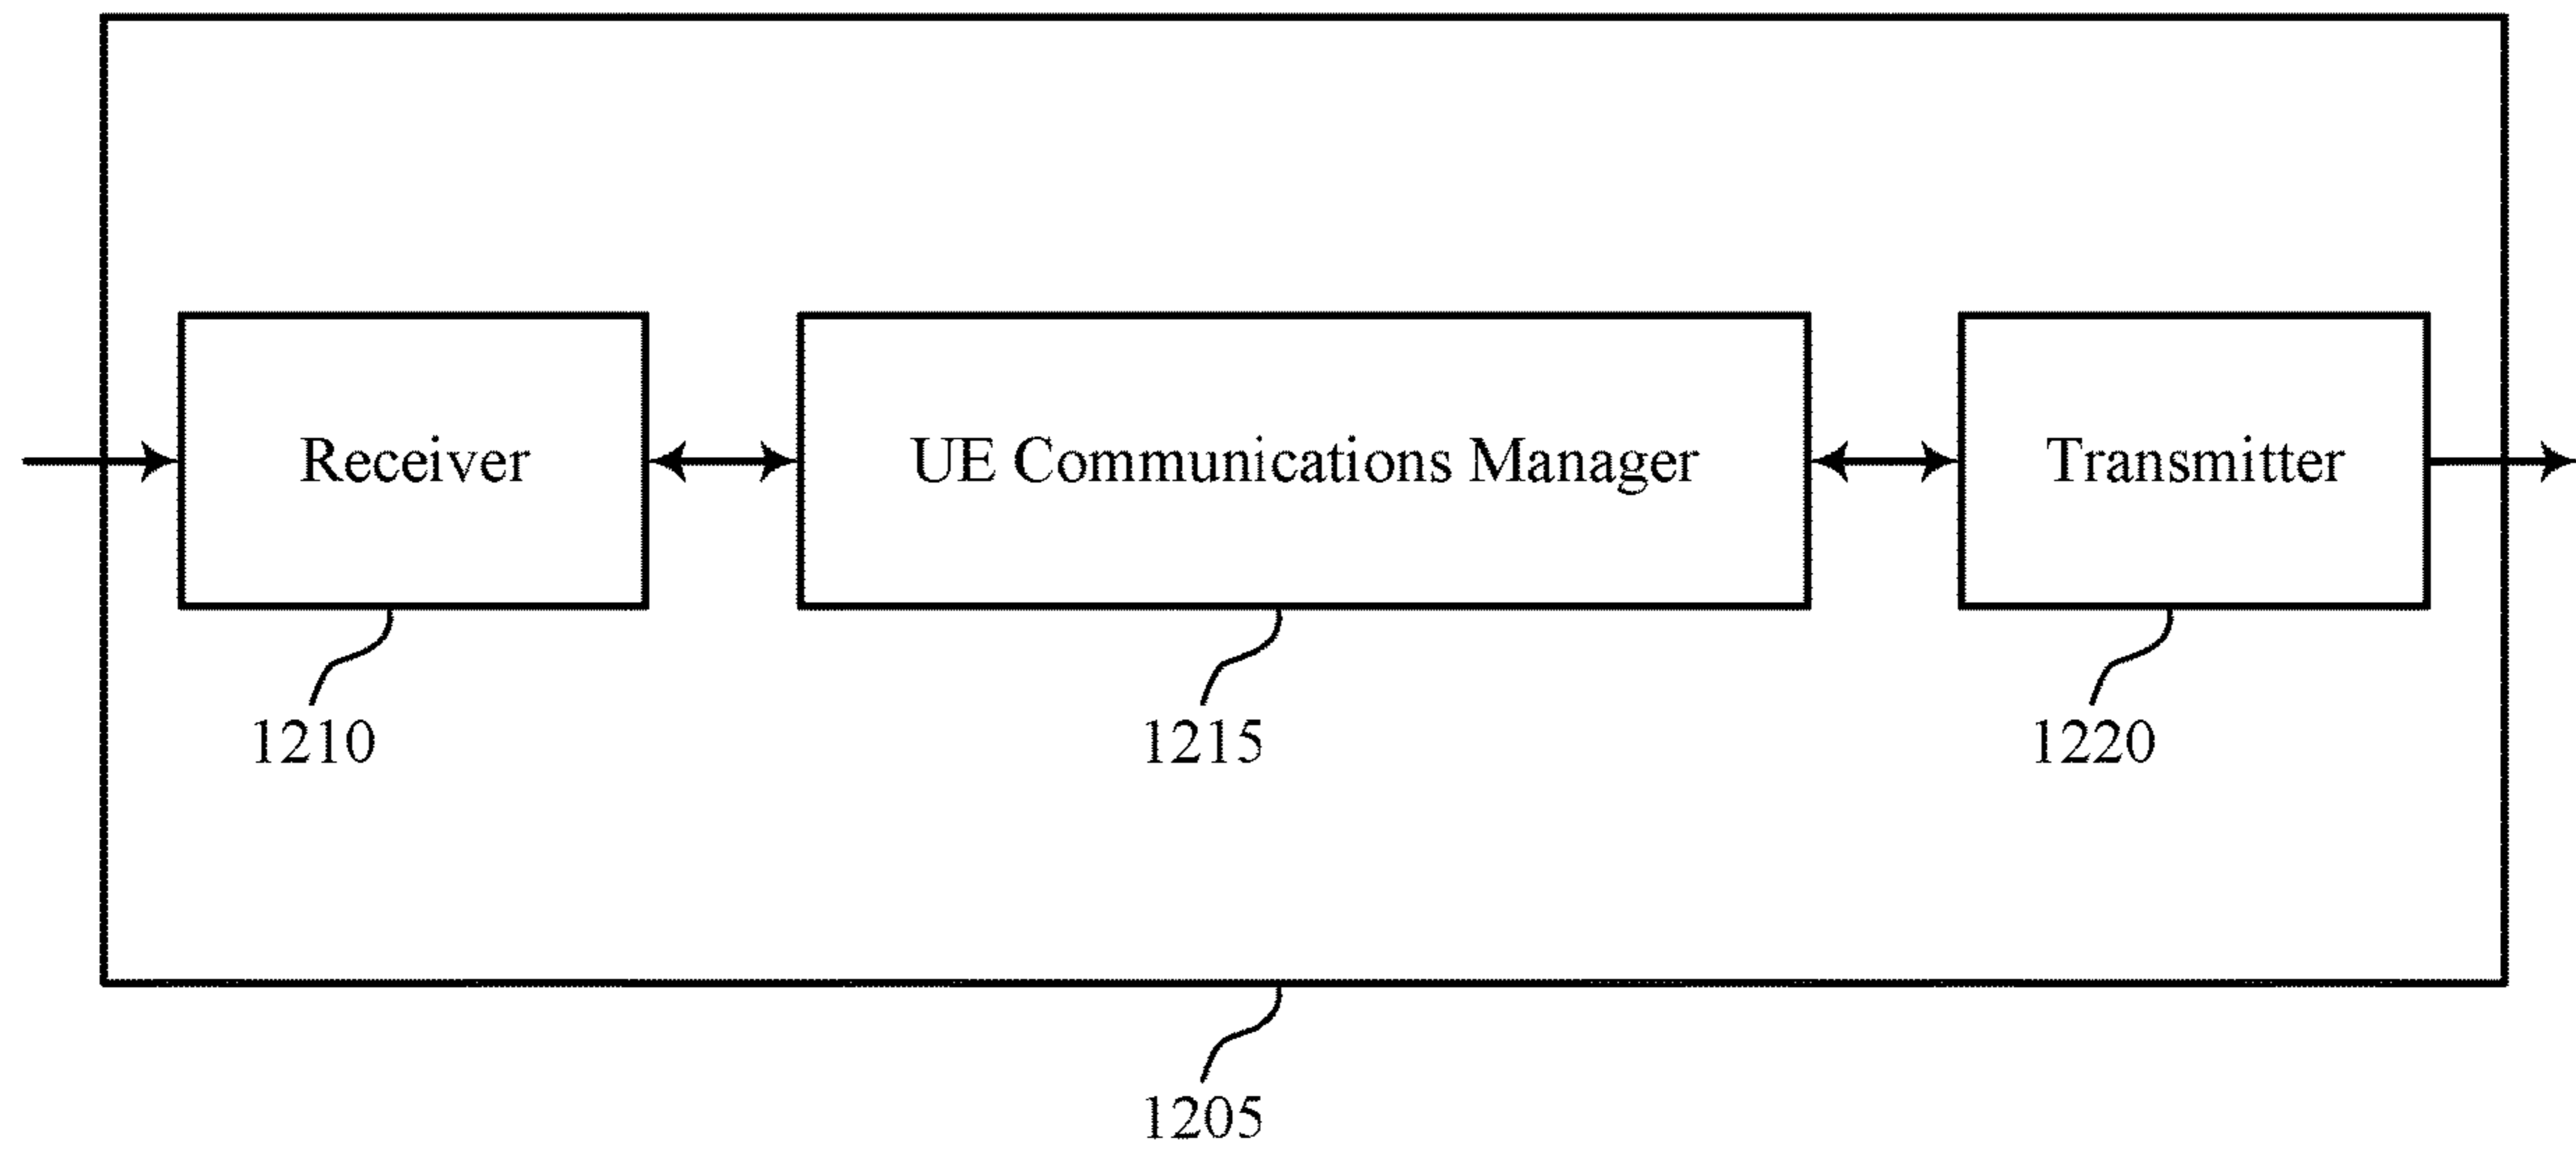 Receiver
UE Communications Manager
Transmitter
1210
1215
1220
1205